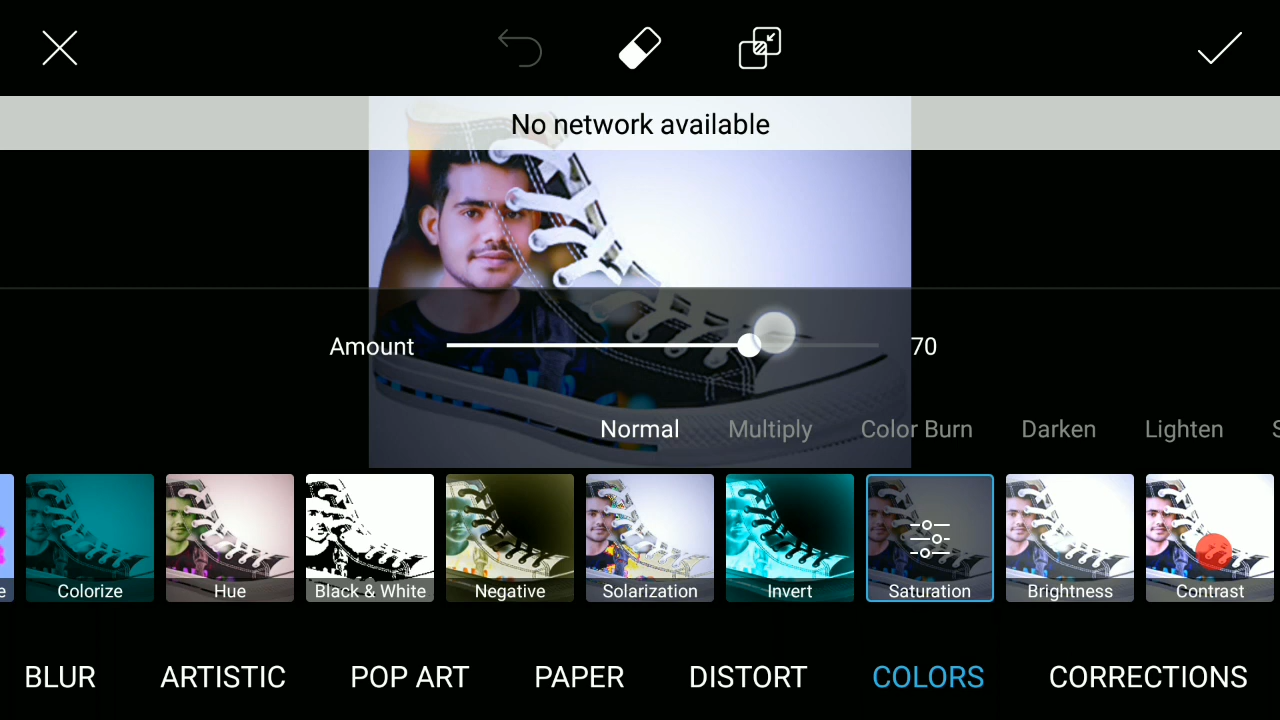 No network available
Amount 70
Normal Multiply Color Burn Darken Lighten
Colorize Hue Black & White Negative Solarization Invert Saturation Brightness Contrast
BLUR ARTISTIC POP ART PAPER DISTORT COLORS CORRECTIONS